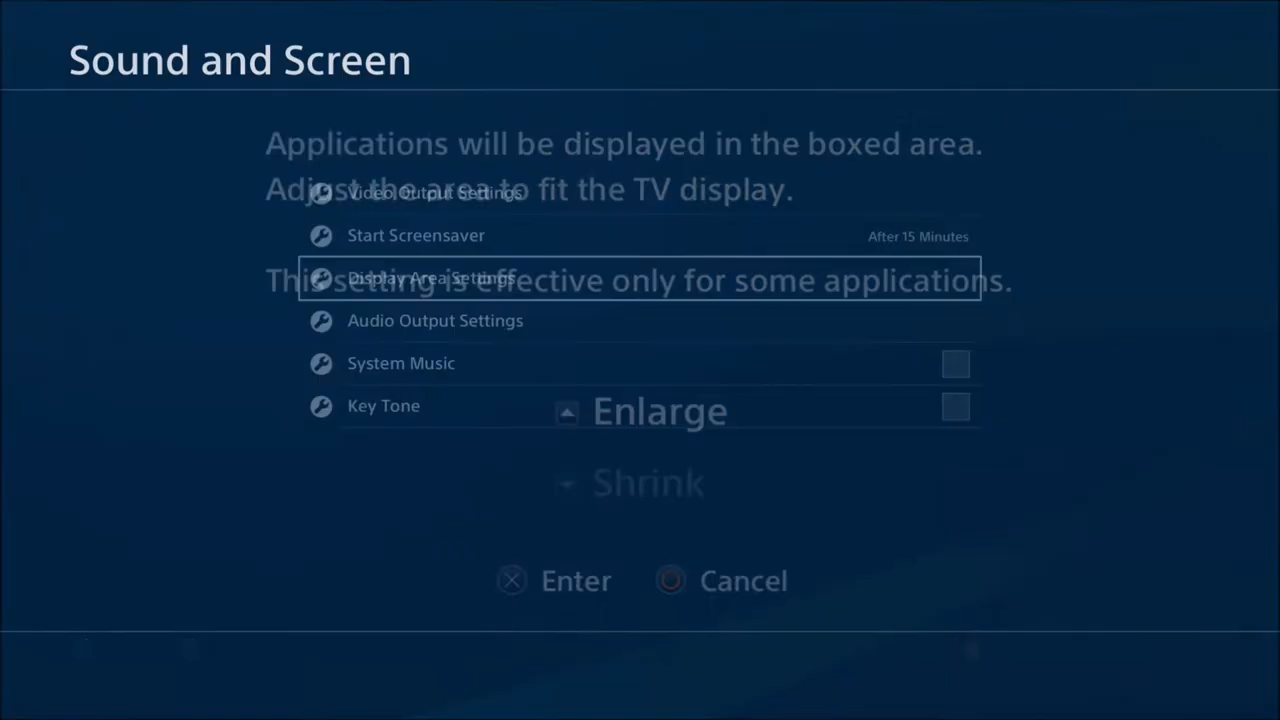 Sound and Screen
Applications will be displayed in the boxed area.
Adjust the area to fit the TV display.
Video Output Settings
Start Screensaver After 15 Minutes
This setting is effective only for some applications.
Display Area Settings
Audio Output Settings
System Music
Key Tone
Enlarge
Shrink
Enter Cancel